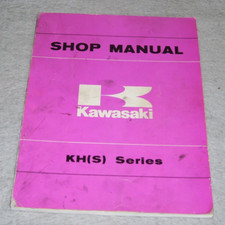 SHOP MANUAL
Kawasaki
KH(S) Series